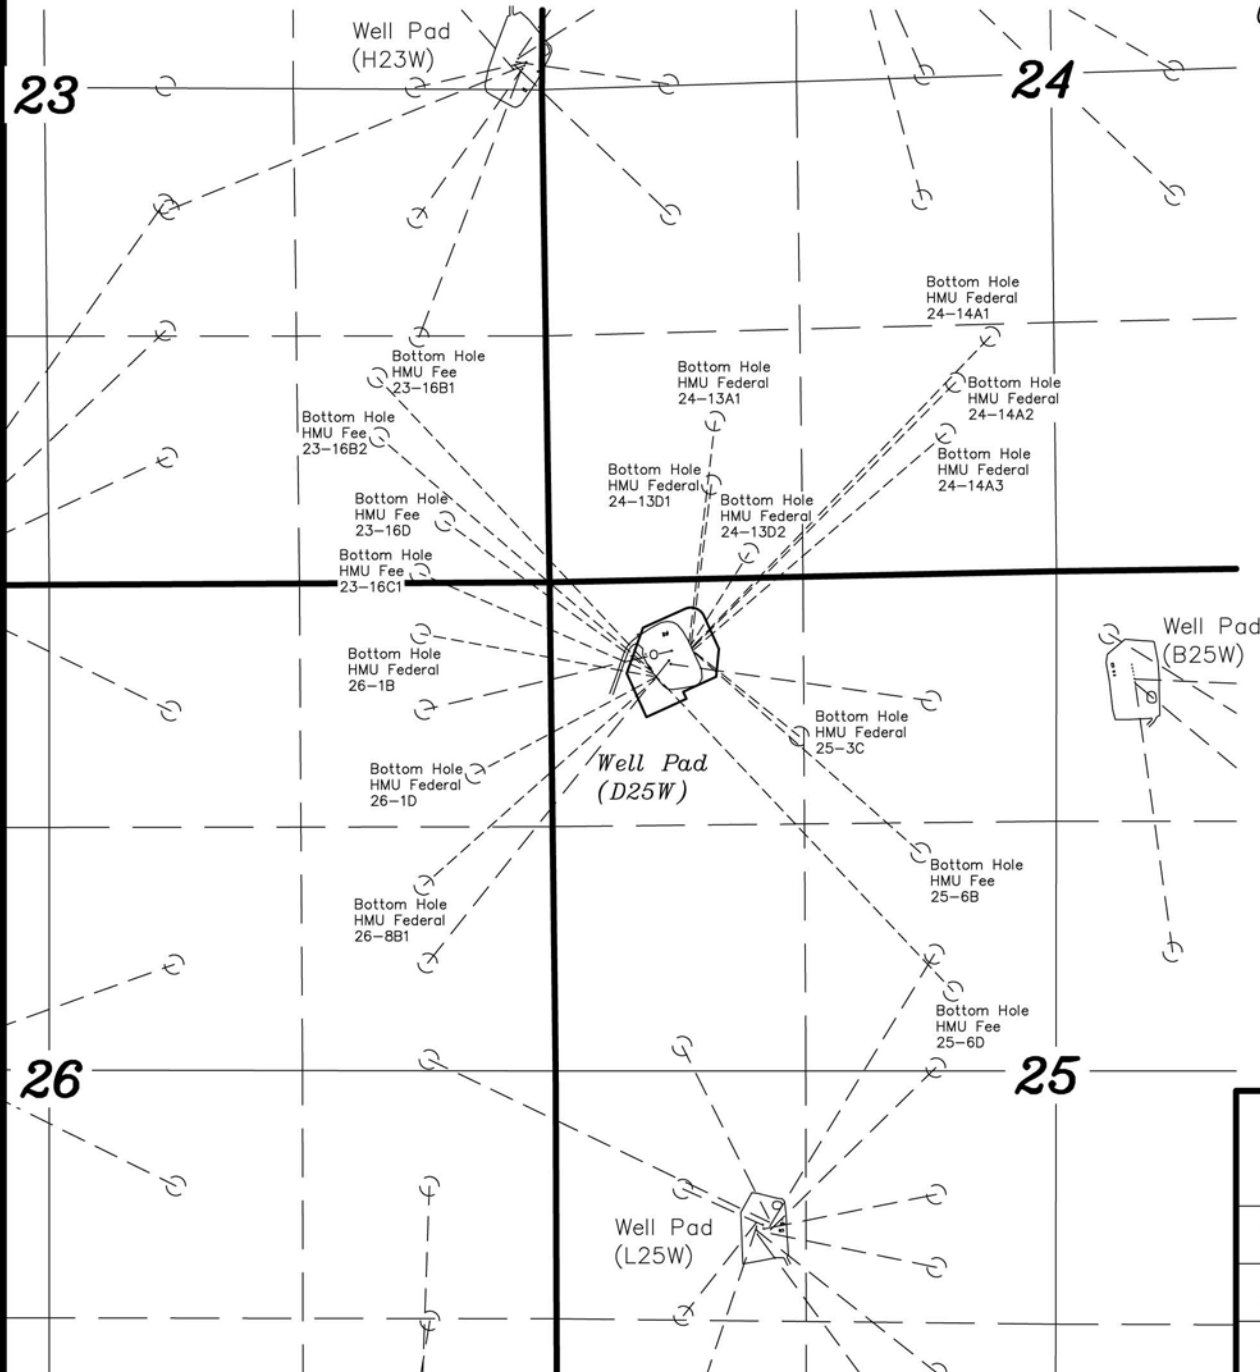 Well Pad
(H23W)
23
24
Bottom Hole
HMU Federal
24-14A1
Bottom Hole
HMU Fee
23-16B1
Bottom Hole
HMU Federal
24-13A1
Bottom Hole
HMU Federal
24-14A2
Bottom Hole
HMU Fee
23-16B2
Bottom Hole
HMU Federal
24-14A3
Bottom Hole
HMU Federal
24-13D1
Bottom Hole
HMU Federal
24-13D2
Bottom Hole
HMU Fee
23-16D
Bottom Hole
HMU Fee
23-16C1
Well Pad
(B25W)
Bottom Hole
HMU Federal
26-1B
Bottom Hole
HMU Federal
25-3C
Well Pad
(D25W)
Bottom Hole
HMU Federal
26-1D
Bottom Hole
HMU Fee
25-6B
Bottom Hole
HMU Federal
26-8B1
Bottom Hole
HMU Fee
25-6D
26
25
Well Pad
(L25W)